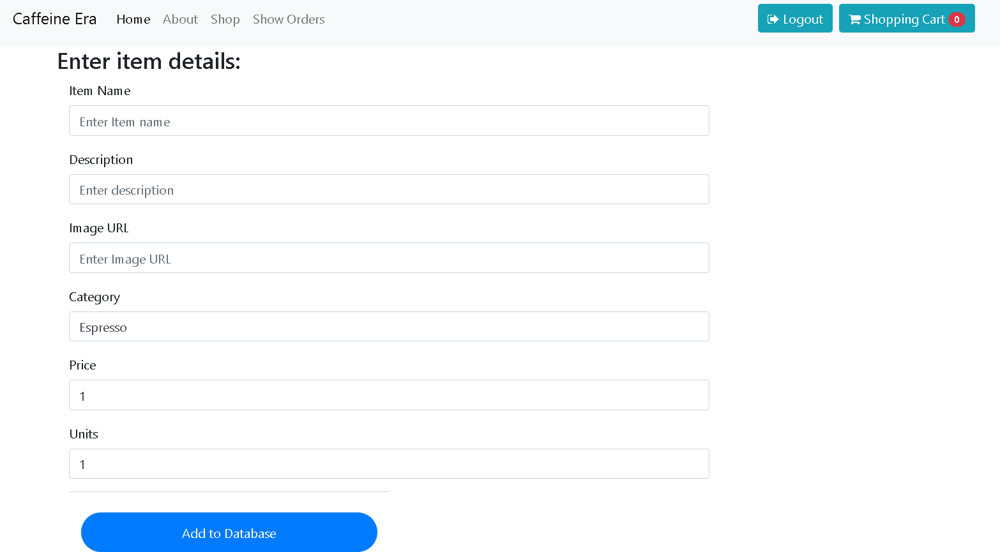 Caffeine Era Home About Shop Show Orders Logout Shopping Cart 0
Enter item details:
Item Name
Enter Item name
Description
Enter description
Image URL
Enter Image URL
Category
Espresso
Price
1
Units
1
Add to Database